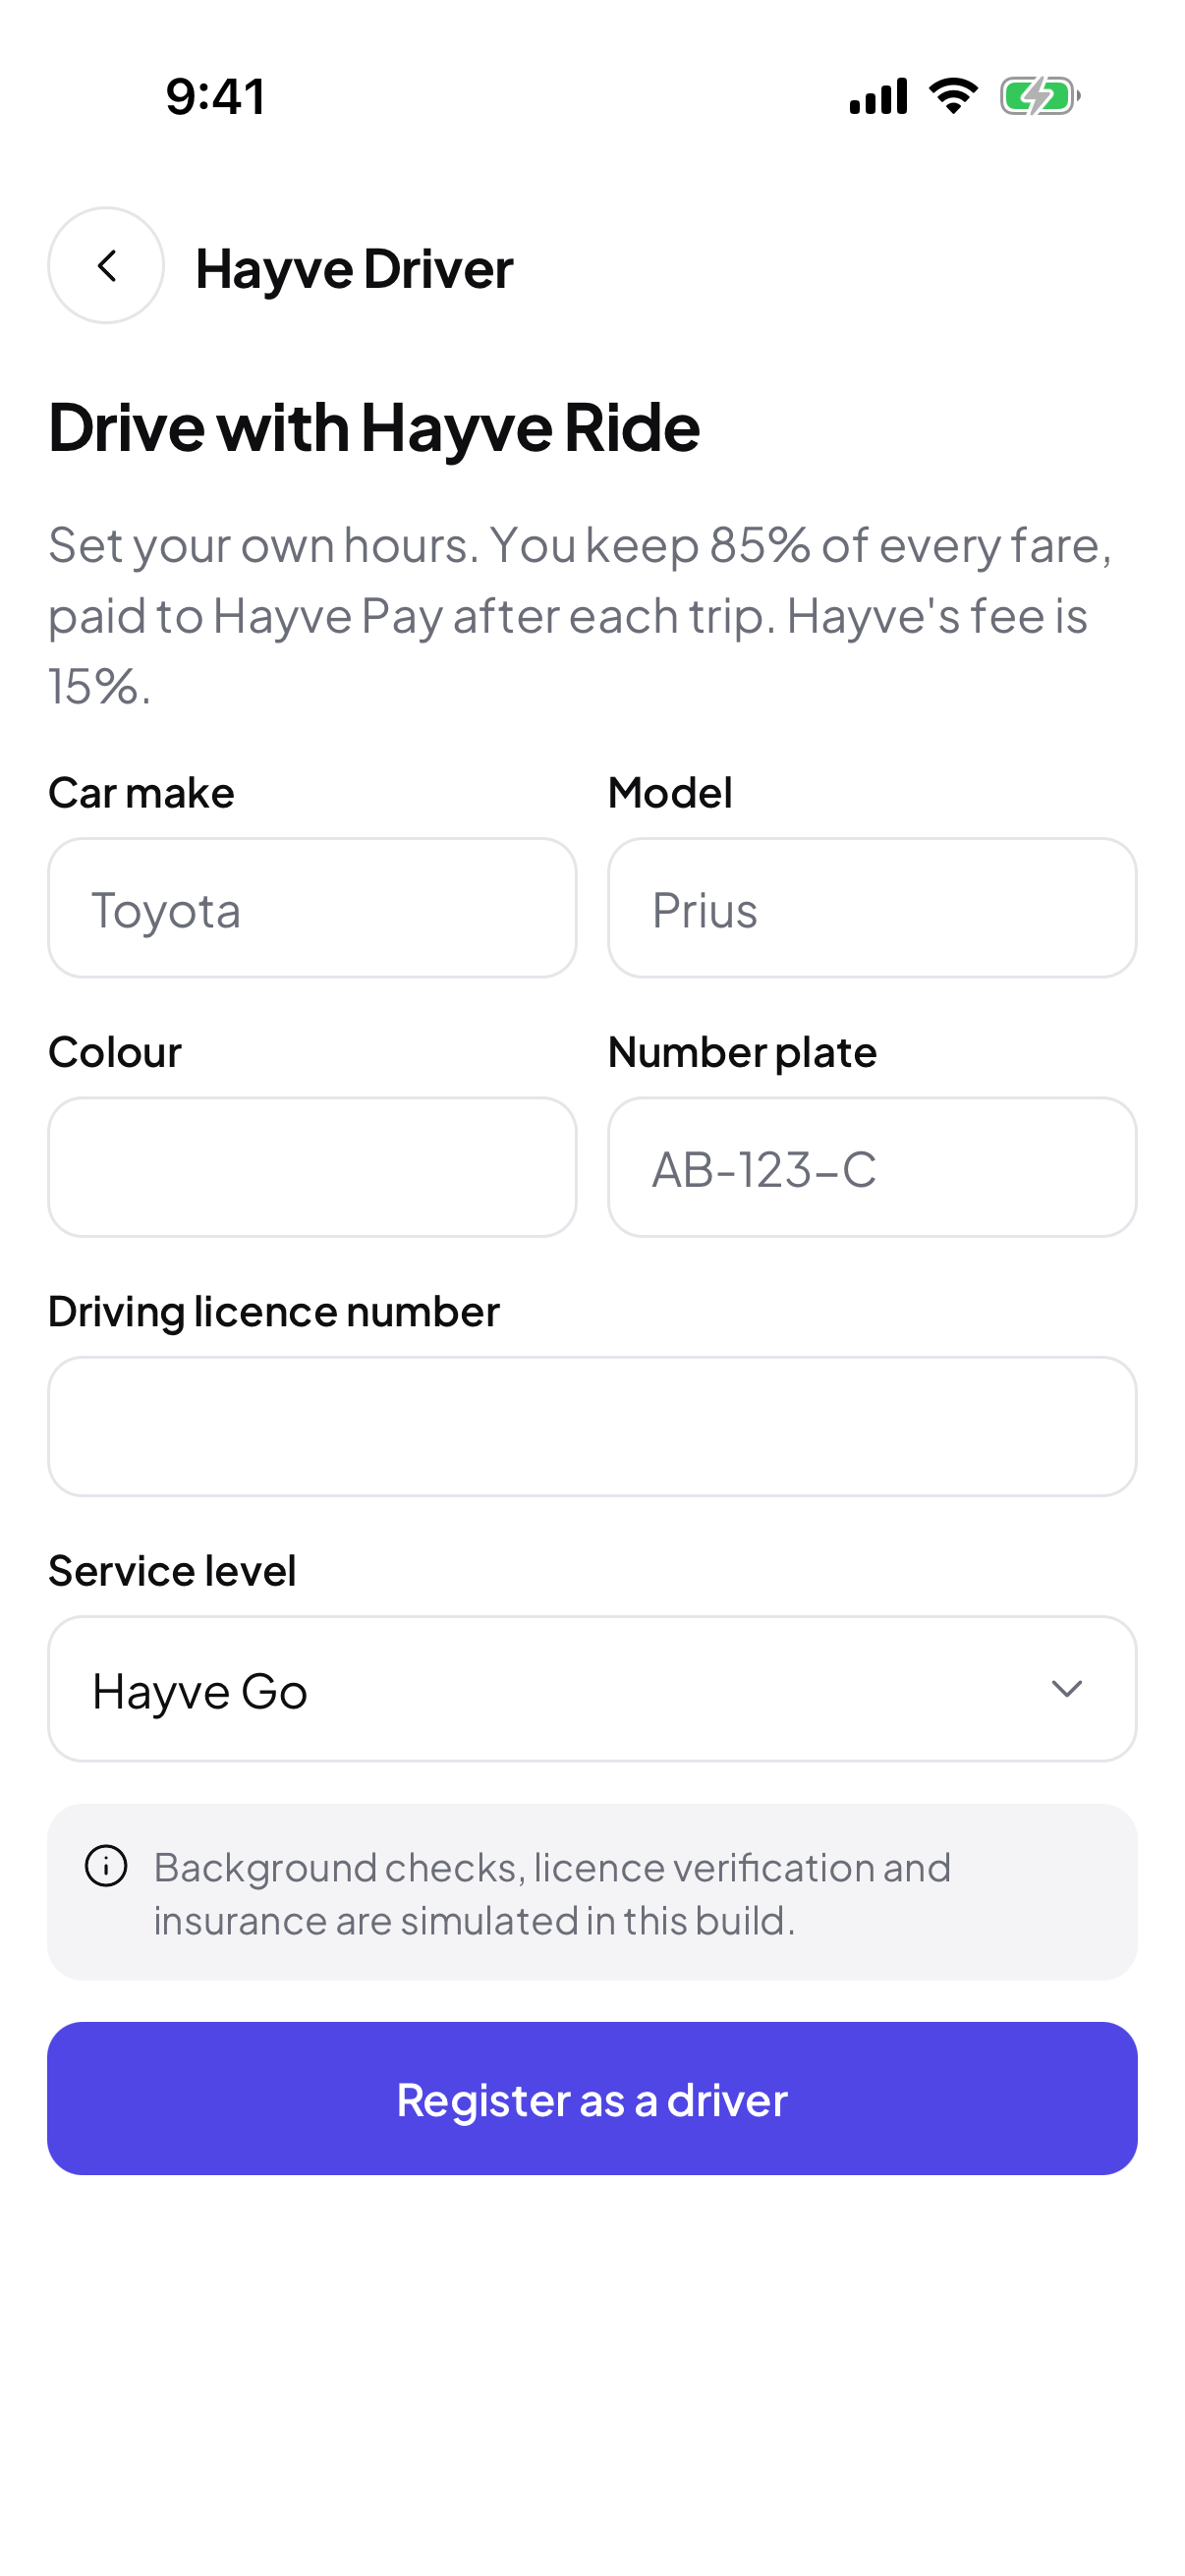 9:41
Hayve Driver
Drive with Hayve Ride
Set your own hours. You keep 85% of every fare,
paid to Hayve Pay after each trip. Hayve's fee is
15%.
Car make
Model
Toyota
Prius
Colour
Number plate
AB-123-C
Driving licence number
Service level
Hayve Go
Background checks, licence verification and
insurance are simulated in this build.
Register as a driver